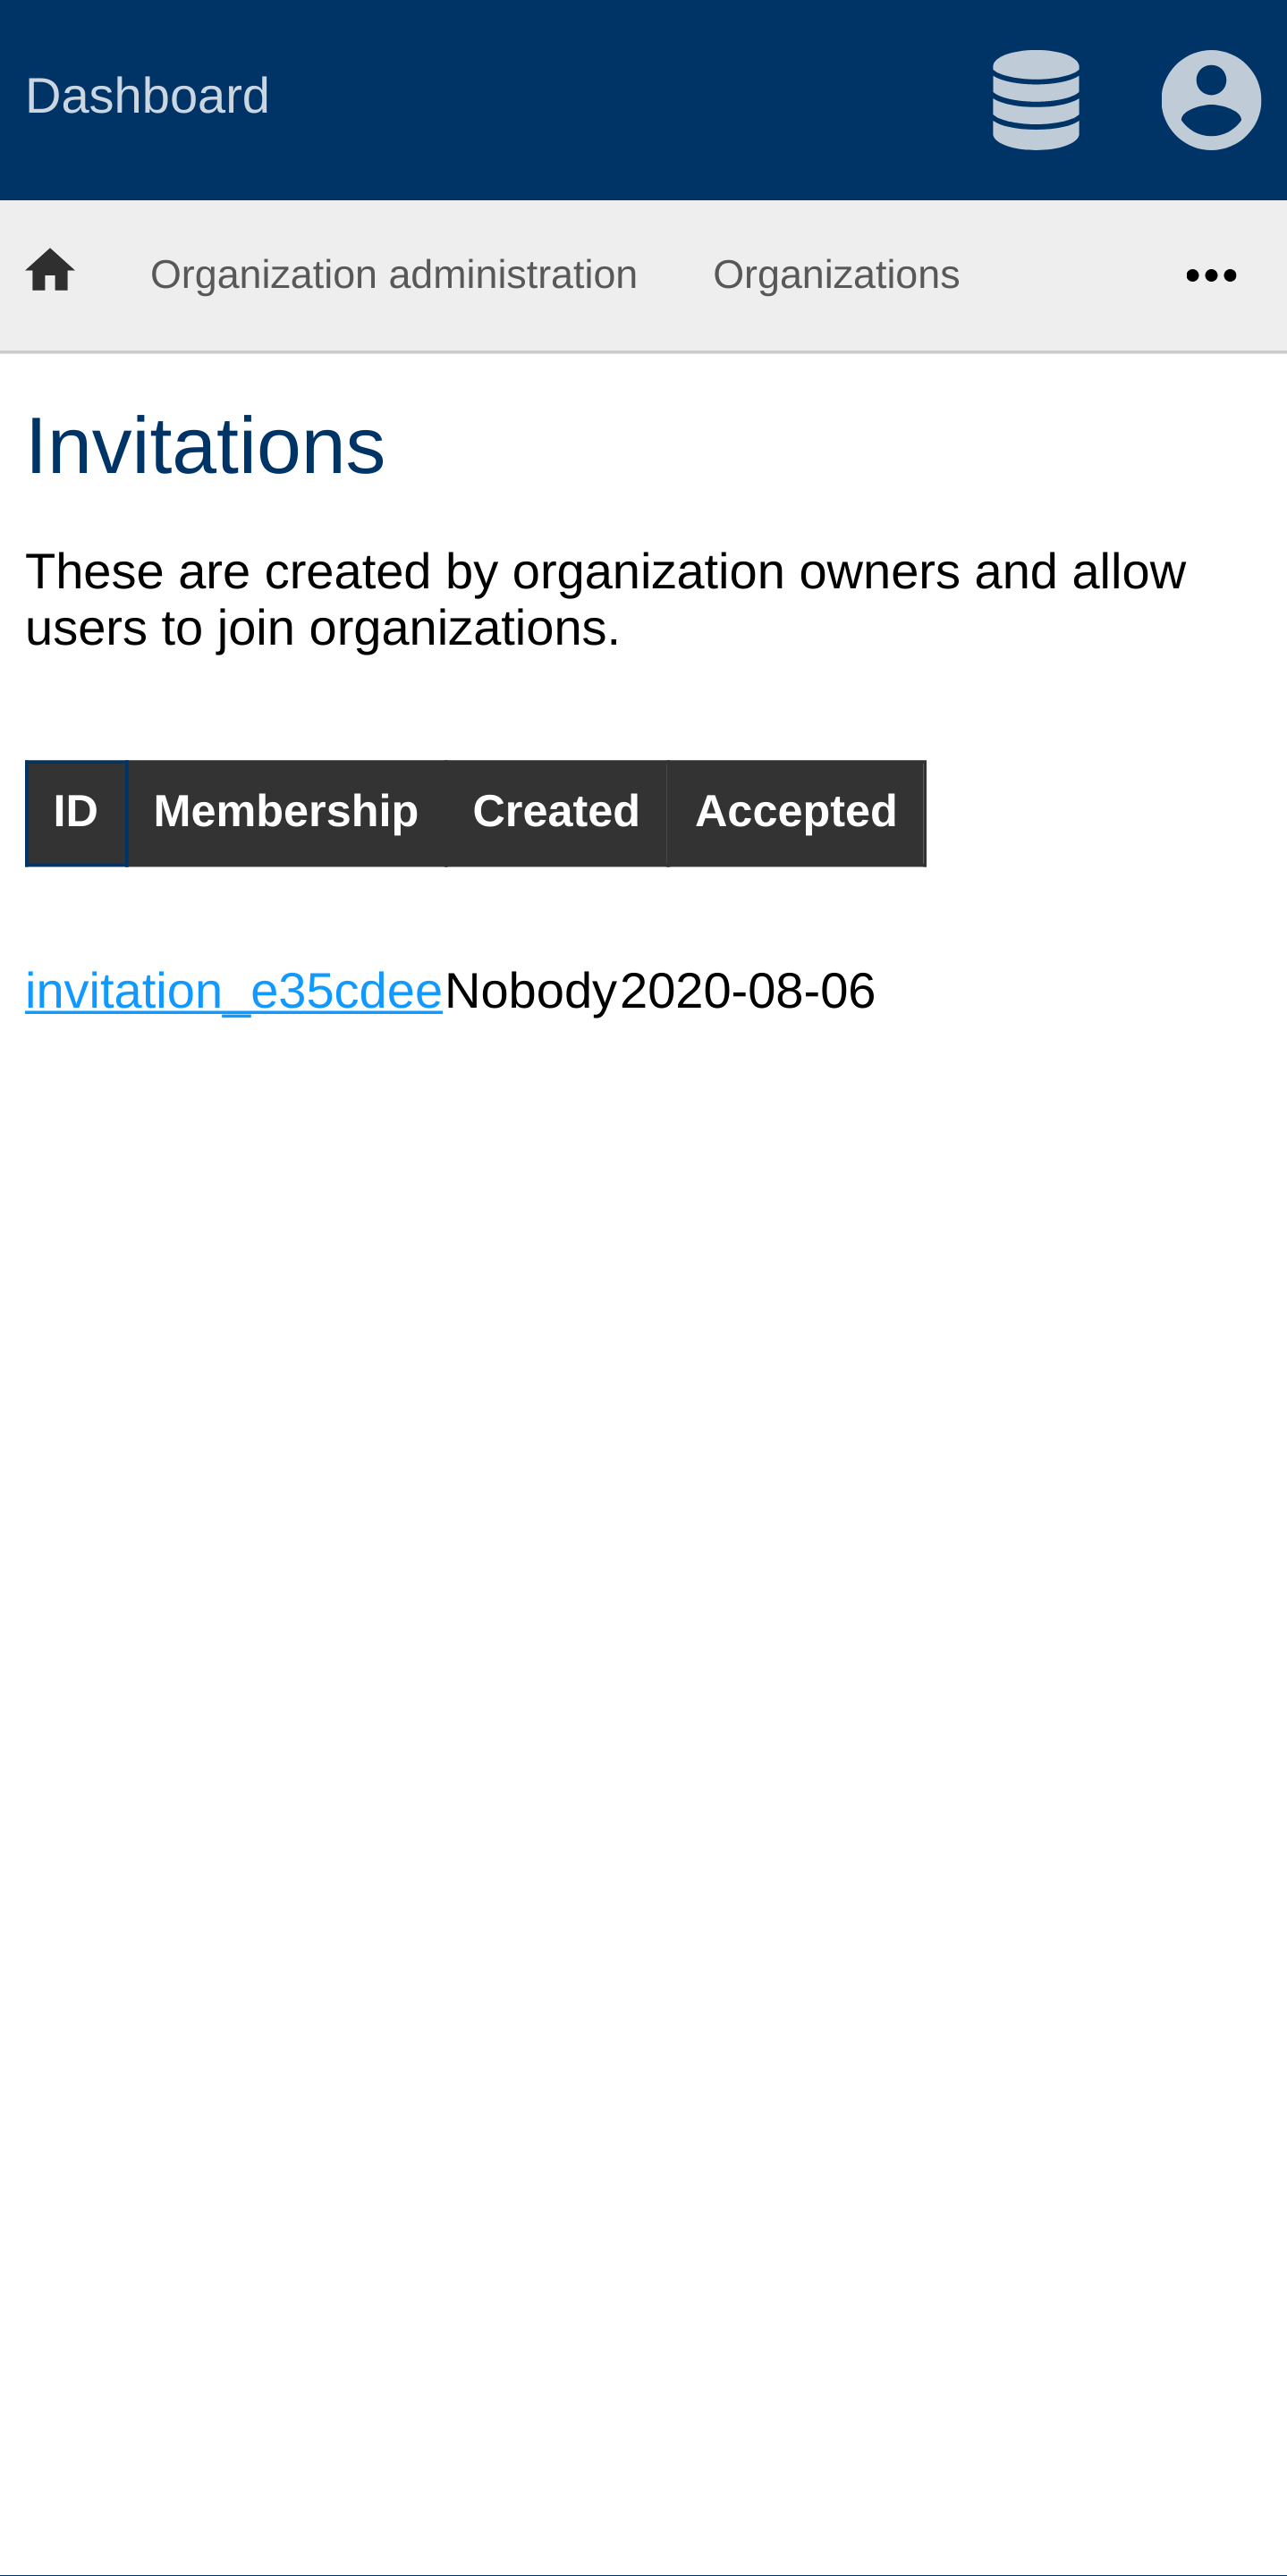 Dashboard
Organization administration Organizations •••
Invitations
These are created by organization owners and allow
users to join organizations.
ID Membership Created Accepted
invitation_e35cdee Nobody 2020-08-06